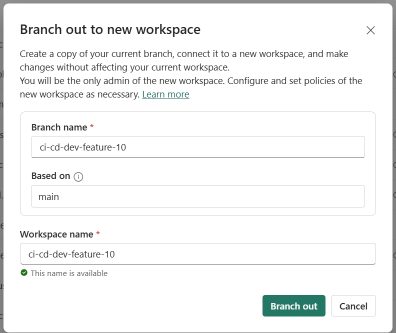 Branch out to new workspace
Create a copy of your current branch, connect it to a new workspace, and make
changes without affecting your current workspace.
You will be the only admin of the new workspace. Configure and set policies of the
new workspace as necessary. Learn more
Branch name *
ci-cd-dev-feature-10
Based on
main
Workspace name *
ci-cd-dev-feature-10
This name is available
Branch out Cancel